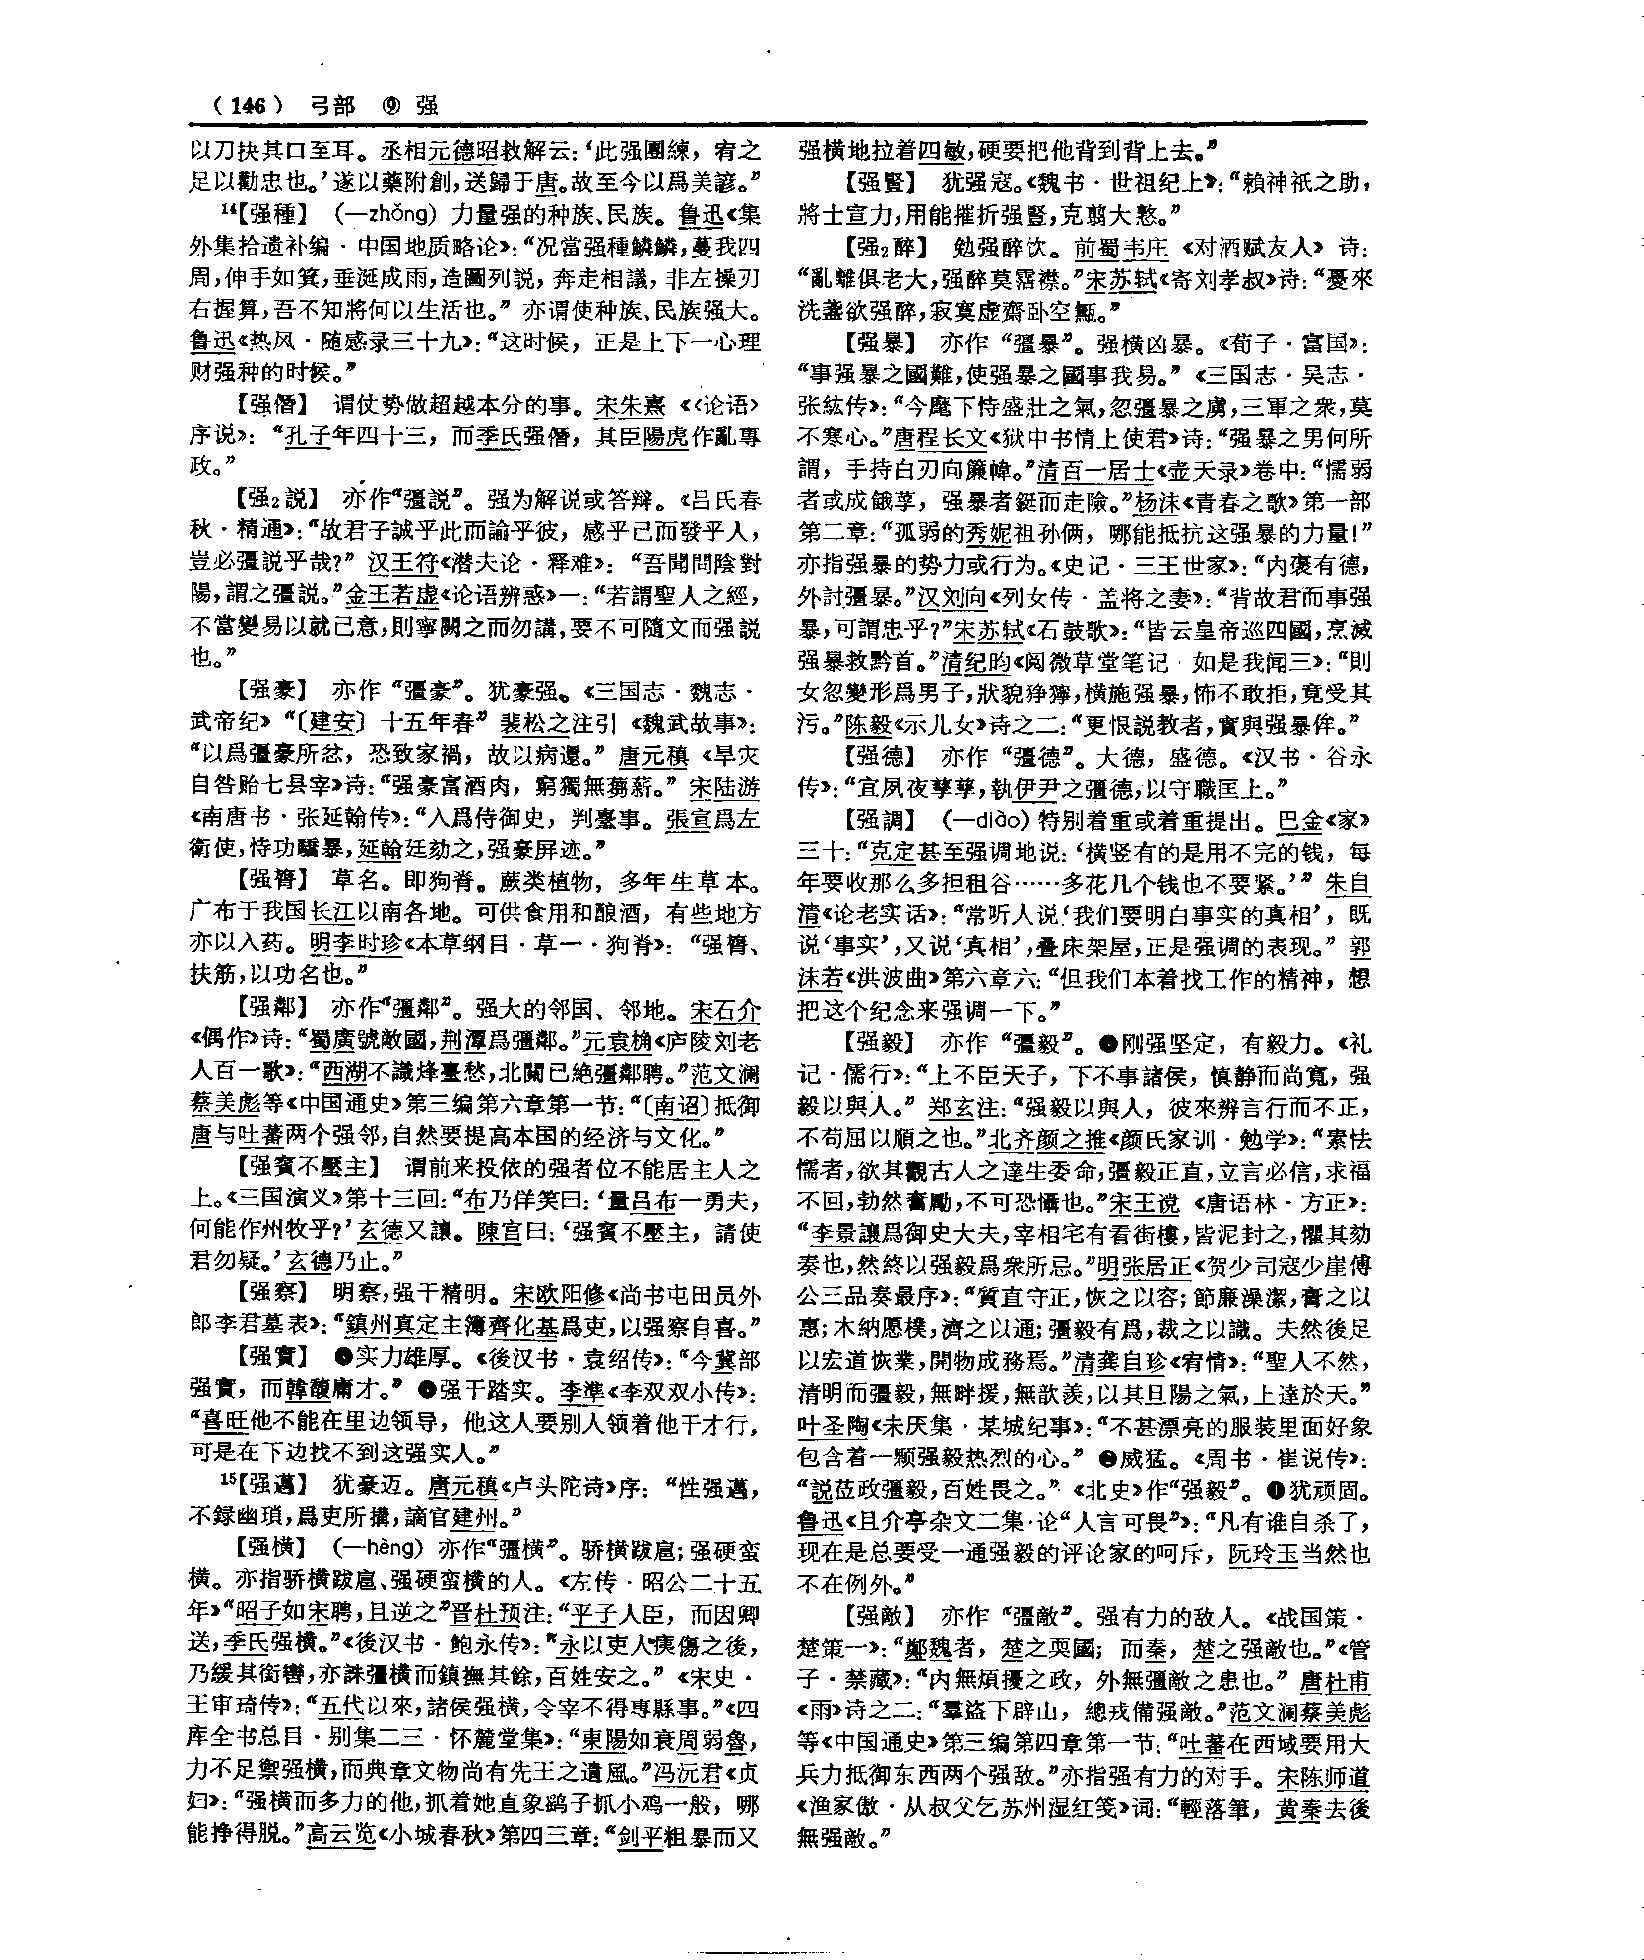 （146） 弓部 ⑨ 强
以刀抉其口至耳。丞相元德昭救解云：‘此强團練，宥之
足以勸忠也。’遂以藥附創，送歸于唐。故至今以爲美諺。”
14【强種】（—zhǒng）力量强的种族、民族。鲁迅《集
外集拾遗补编·中国地质略论》：“况當强種鱗鱗，蔓我四
周，伸手如箕，垂涎成雨，造圖列説，奔走相議，非左操刃
右握算，吾不知將何以生活也。”亦谓使种族、民族强大。
鲁迅《热风·随感录三十九》：“这时候，正是上下一心理
财强种的时候。”
【强僭】 谓仗势做超越本分的事。宋朱熹《〈论语〉
序说》：“孔子年四十三，而季氏强僭，其臣陽虎作亂專
政。”
【强2説】 亦作“彊説”。强为解说或答辩。《吕氏春
秋·精通》：“故君子誠乎此而諭乎彼，感乎己而發乎人，
豈必彊説乎哉？”汉王符《潜夫论·释难》：“吾聞問陰對
陽，謂之彊説。”金王若虚《论语辨惑》一：“若謂聖人之經，
不當變易以就己意，則寧闕之而勿講，要不可隨文而强説
也。”
【强豪】 亦作“彊豪”。犹豪强。《三国志·魏志·
武帝纪》“〔建安〕十五年春”裴松之注引《魏武故事》：
“以爲彊豪所忿，恐致家禍，故以病還。”唐元稹《旱灾
自咎贻七县宰》诗：“强豪富酒肉，窮獨無芻薪。”宋陆游
《南唐书·张延翰传》：“入爲侍御史，判臺事。張宣爲左
衛使，恃功驕暴，延翰廷劾之，强豪屏迹。”
【强膂】 草名。即狗脊。蕨类植物，多年生草本。
广布于我国长江以南各地。可供食用和酿酒，有些地方
亦以入药。明李时珍《本草纲目·草一·狗脊》：“强膂、
扶筋，以功名也。”
【强鄰】 亦作“彊鄰”。强大的邻国、邻地。宋石介
《偶作》诗：“蜀廣號敵國，荆潭爲彊鄰。”元袁桷《庐陵刘老
人百一歌》：“西湖不識烽臺愁，北關已絶彊鄰聘。”范文澜
蔡美彪等《中国通史》第三编第六章第一节：“〔南诏〕抵御
唐与吐蕃两个强邻，自然要提高本国的经济与文化。”
【强賓不壓主】 谓前来投依的强者位不能居主人之
上。《三国演义》第十三回：“布乃佯笑曰：‘量吕布一勇夫，
何能作州牧乎？’玄德又讓。陳宫曰：‘强賓不壓主，請使
君勿疑。’玄德乃止。”
【强察】 明察，强干精明。宋欧阳修《尚书屯田员外
郎李君墓表》：“鎮州真定主簿齊化基爲吏，以强察自喜。”
【强實】 ❶实力雄厚。《後汉书·袁绍传》：“今冀部
强實，而韓馥庸才。”❷强干踏实。李準《李双双小传》：
“喜旺他不能在里边领导，他这人要别人领着他干才行，
可是在下边找不到这强实人。”
15【强邁】 犹豪迈。唐元稹《卢头陀诗》序：“性强邁，
不録幽瑣，爲吏所構，謫官建州。”
【强横】（—hèng）亦作“彊横”。骄横跋扈；强硬蛮
横。亦指骄横跋扈、强硬蛮横的人。《左传·昭公二十五
年》“昭子如宋聘，且逆之”晋杜预注：“平子人臣，而因卿
送，季氏强横。”《後汉书·鲍永传》：“永以吏人痍傷之後，
乃緩其銜轡，亦誅彊横而鎮撫其餘，百姓安之。”《宋史·
王审琦传》：“五代以來，諸侯强横，令宰不得專縣事。”《四
库全书总目·别集二三·怀麓堂集》：“東陽如衰周弱魯，
力不足禦强横，而典章文物尚有先王之遺風。”冯沅君《贞
妇》：“强横而多力的他，抓着她直象鹞子抓小鸡一般，哪
能挣得脱。”高云览《小城春秋》第四三章：“剑平粗暴而又
强横地拉着四敏，硬要把他背到背上去。”
【强豎】 犹强寇。《魏书·世祖纪上》：“賴神祇之助，
將士宣力，用能摧折强豎，克翦大憝。”
【强2醉】 勉强醉饮。前蜀韦庄《对酒赋友人》诗：
“亂離俱老大，强醉莫霑襟。”宋苏轼《寄刘孝叔》诗：“憂來
洗盞欲强醉，寂寞虚齋卧空甒。”
【强暴】 亦作“彊暴”。强横凶暴。《荀子·富国》：
“事强暴之國難，使强暴之國事我易。”《三国志·吴志·
张紘传》：“今麾下恃盛壯之氣，忽彊暴之虜，三軍之衆，莫
不寒心。”唐程长文《狱中书情上使君》诗：“强暴之男何所
謂，手持白刃向簾幃。”清百一居士《壶天录》卷中：“懦弱
者或成餓莩，强暴者鋌而走險。”杨沫《青春之歌》第一部
第二章：“孤弱的秀妮祖孙俩，哪能抵抗这强暴的力量！”
亦指强暴的势力或行为。《史记·三王世家》：“内褒有德，
外討彊暴。”汉刘向《列女传·盖将之妻》：“背故君而事强
暴，可謂忠乎？”宋苏轼《石鼓歌》：“皆云皇帝巡四國，烹滅
强暴救黔首。”清纪昀《阅微草堂笔记·如是我闻三》：“則
女忽變形爲男子，狀貌猙獰，横施强暴，怖不敢拒，竟受其
污。”陈毅《示儿女》诗之二：“更恨説教者，實與强暴侔。”
【强德】 亦作“彊德”。大德，盛德。《汉书·谷永
传》：“宜夙夜孳孳，執伊尹之彊德，以守職匡上。”
【强調】（—diào）特别着重或着重提出。巴金《家》
三十：“克定甚至强调地说：‘横竖有的是用不完的钱，每
年要收那么多担租谷……多花几个钱也不要紧。’”朱自
清《论老实话》：“常听人说‘我们要明白事实的真相’，既
说‘事实’，又说‘真相’，叠床架屋，正是强调的表现。”郭
沫若《洪波曲》第六章六：“但我们本着找工作的精神，想
把这个纪念来强调一下。”
【强毅】 亦作“彊毅”。❶刚强坚定，有毅力。《礼
记·儒行》：“上不臣天子，下不事諸侯，慎静而尚寬，强
毅以與人。”郑玄注：“强毅以與人，彼來辨言行而不正，
不苟屈以順之也。”北齐颜之推《颜氏家训·勉学》：“素怯
懦者，欲其觀古人之達生委命，彊毅正直，立言必信，求福
不回，勃然奮勵，不可恐懾也。”宋王谠《唐语林·方正》：
“李景讓爲御史大夫，宰相宅有看街樓，皆泥封之，懼其劾
奏也，然終以强毅爲衆所忌。”明张居正《贺少司寇少崖傅
公三品奏最序》：“質直守正，恢之以容；節廉澡潔，膏之以
惠；木納愿樸，濟之以通；彊毅有爲，裁之以識。夫然後足
以宏道恢業，開物成務焉。”清龚自珍《宥情》：“聖人不然，
清明而彊毅，無畔援，無歆羨，以其旦陽之氣，上達於天。”
叶圣陶《未厌集·某城纪事》：“不甚漂亮的服装里面好象
包含着一颗强毅热烈的心。”❷威猛。《周书·崔说传》：
“説莅政彊毅，百姓畏之。”《北史》作“强毅”。❸犹顽固。
鲁迅《且介亭杂文二集·论“人言可畏”》：“凡有谁自杀了，
现在是总要受一通强毅的评论家的呵斥，阮玲玉当然也
不在例外。”
【强敵】 亦作“彊敵”。强有力的敌人。《战国策·
楚策一》：“鄭魏者，楚之耎國；而秦，楚之强敵也。”《管
子·禁藏》：“内無煩擾之政，外無彊敵之患也。”唐杜甫
《雨》诗之二：“羣盜下辟山，總戎備强敵。”范文澜蔡美彪
等《中国通史》第三编第四章第一节：“吐蕃在西域要用大
兵力抵御东西两个强敌。”亦指强有力的对手。宋陈师道
《渔家傲·从叔父乞苏州湿红笺》词：“輕落筆，黄秦去後
無强敵。”